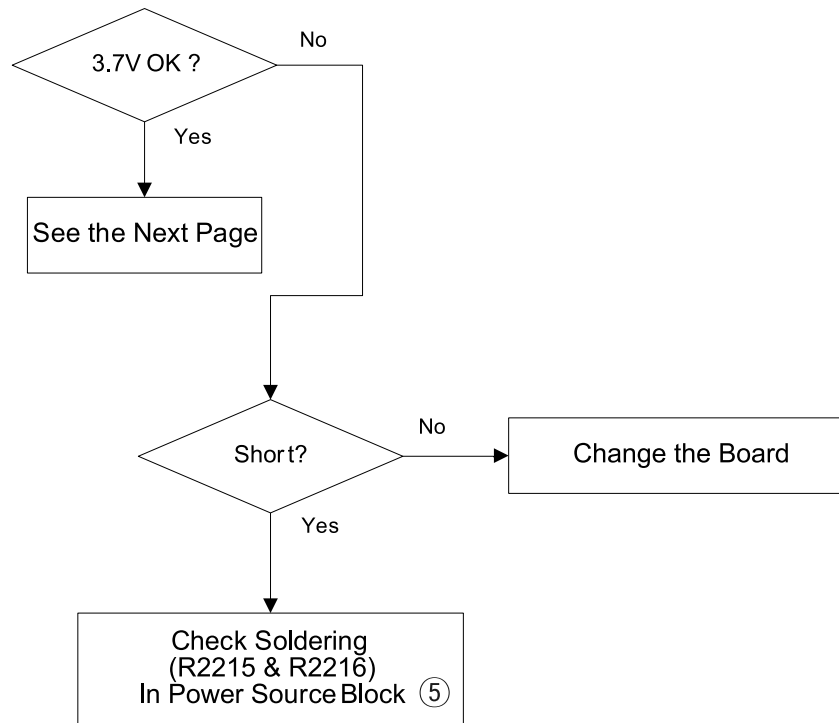 3.7V OK ?
No
Yes
See the Next Page
Short?
No
Change the Board
Yes
Check Soldering
(R2215 & R2216)
In Power Source Block ⑤